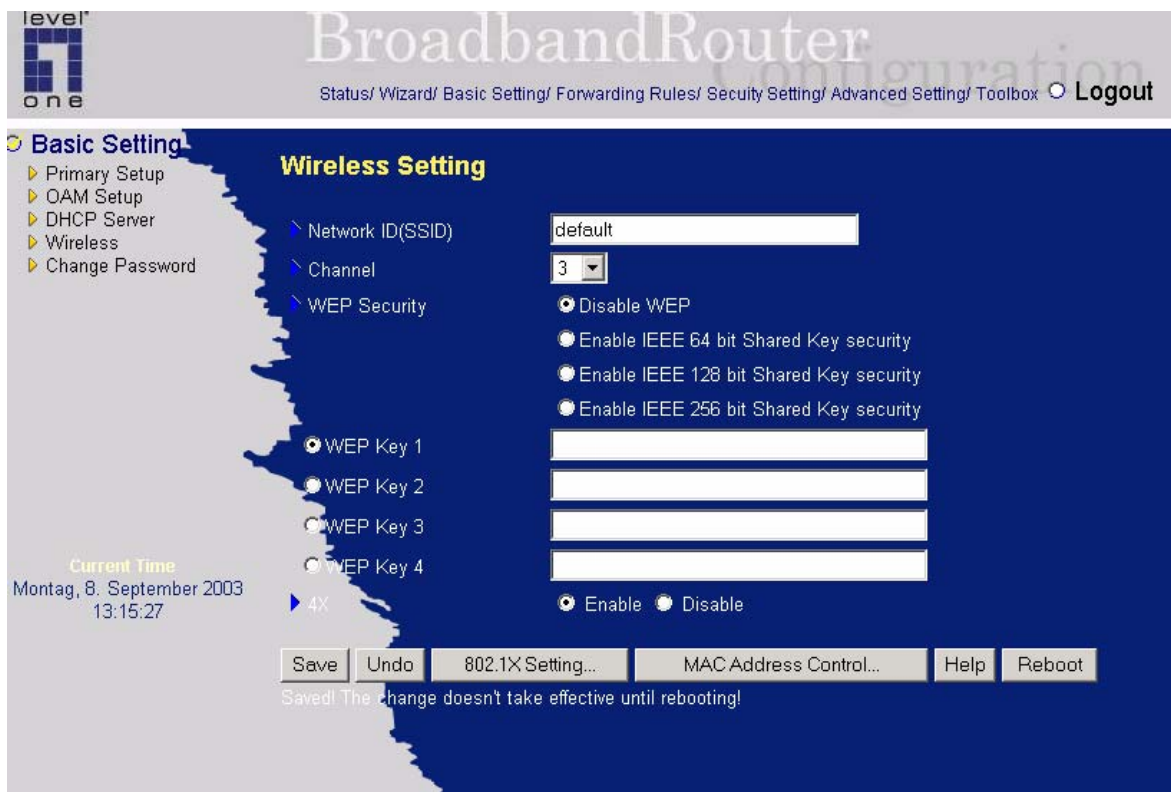 level
one
BroadbandRouter
Configuration
Status/ Wizard/ Basic Setting/ Forwarding Rules/ Secuity Setting/ Advanced Setting/ Toolbox Logout
Basic Setting
Primary Setup
OAM Setup
DHCP Server
Wireless
Change Password
Current Time
Montag, 8. September 2003
13:15:27
Wireless Setting
Network ID(SSID) default
Channel 3
WEP Security Disable WEP
Enable IEEE 64 bit Shared Key security
Enable IEEE 128 bit Shared Key security
Enable IEEE 256 bit Shared Key security
WEP Key 1
WEP Key 2
WEP Key 3
WEP Key 4
4X Enable Disable
Save Undo 802.1X Setting... MAC Address Control... Help Reboot
Saved! The change doesn't take effective until rebooting!